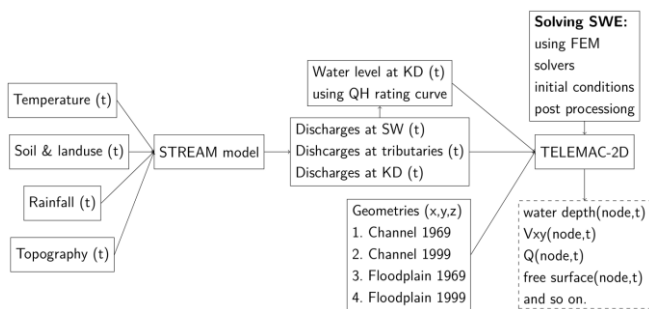 Temperature (t)
Soil & landuse (t)
Rainfall (t)
Topography (t)
STREAM model
Water level at KD (t)
using QH rating curve
Discharges at SW (t)
Dishcarges at tributaries (t)
Discharges at KD (t)
Geometries (x,y,z)
1. Channel 1969
2. Channel 1999
3. Floodplain 1969
4. Floodplain 1999
Solving SWE:
using FEM
solvers
initial conditions
post processiong
TELEMAC-2D
water depth(node,t)
Vxy(node,t)
Q(node,t)
free surface(node,t)
and so on.